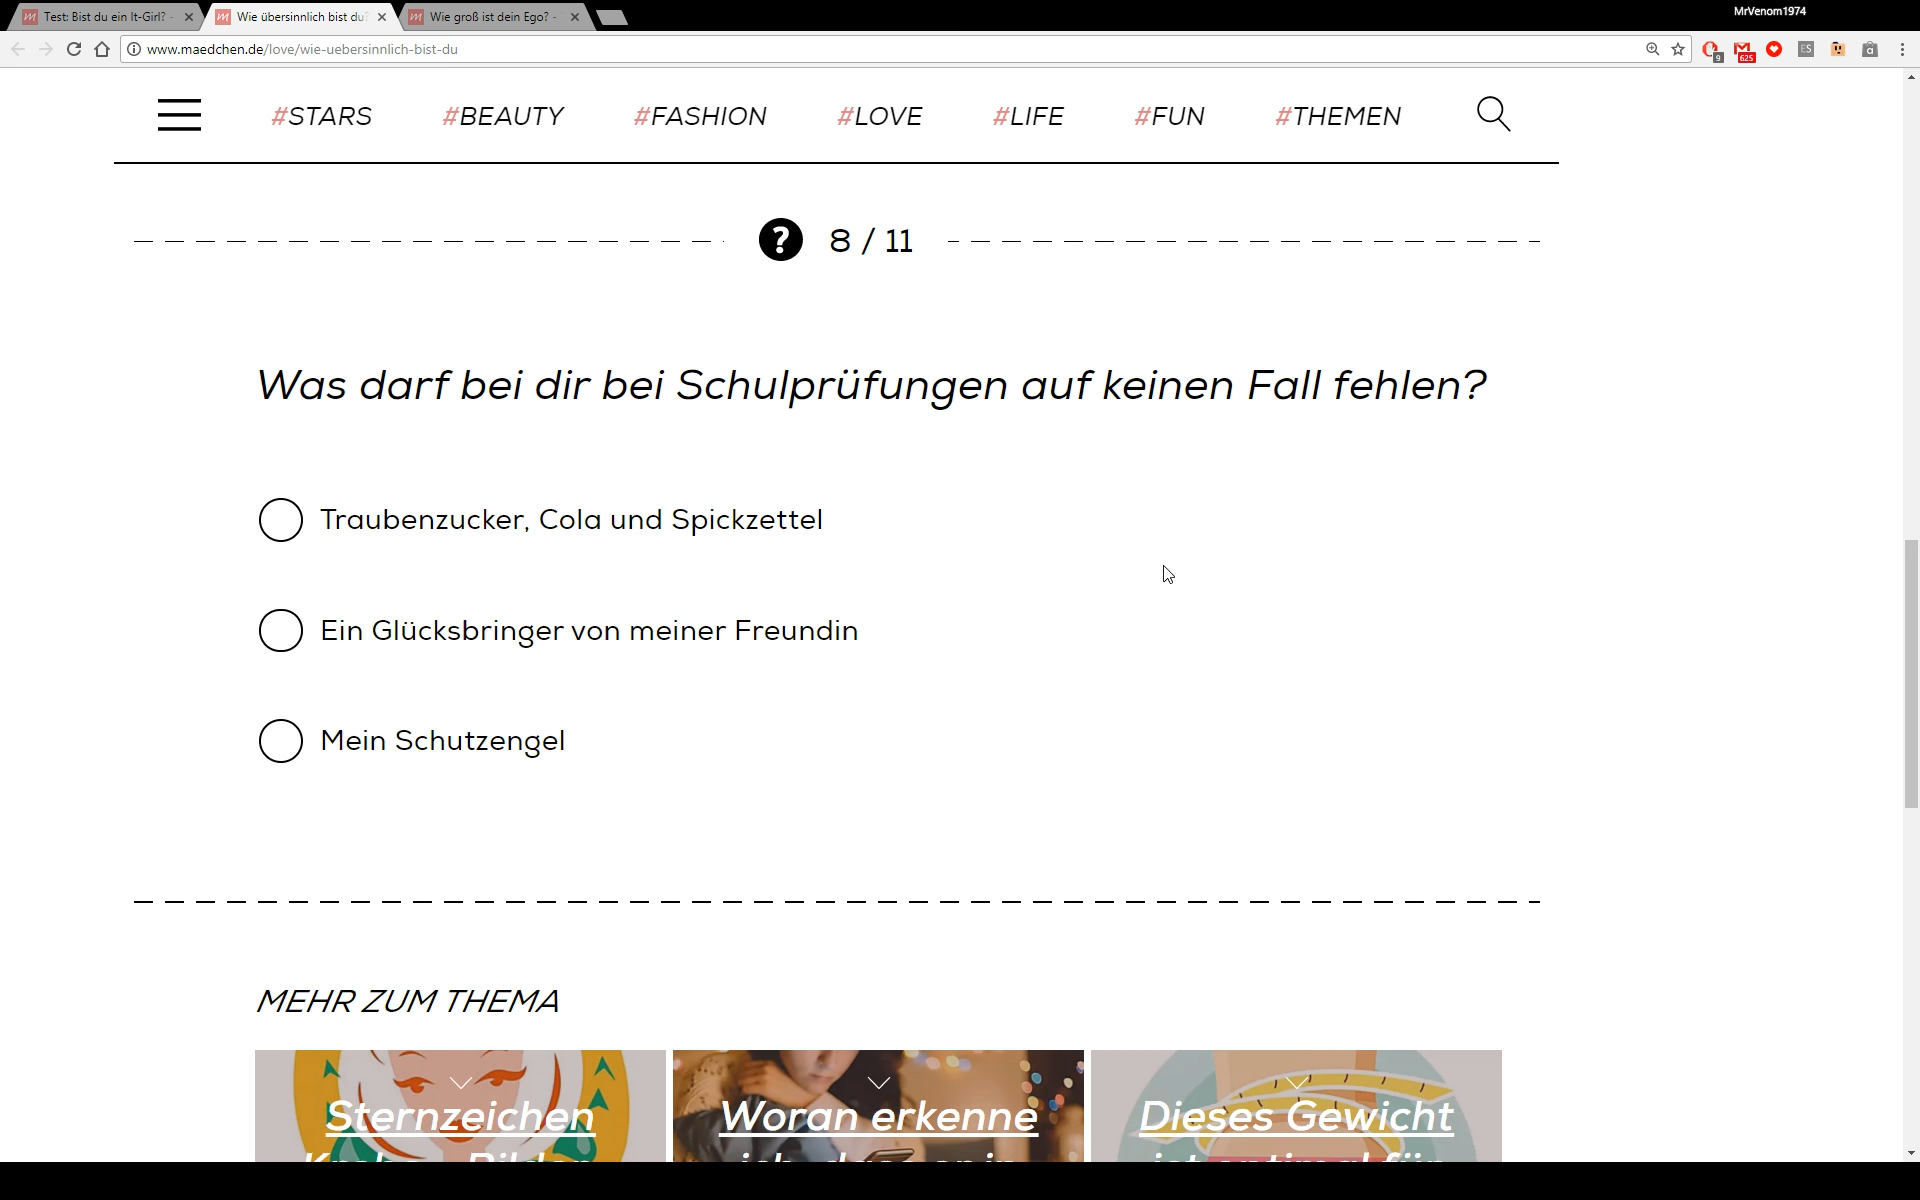 MrVenom1974
Test: Bist du ein It-Girl? -
Wie übersinnlich bist du?
Wie groß ist dein Ego? -
www.maedchen.de/love/wie-uebersinnlich-bist-du
9
625
ES
a
#STARS #BEAUTY #FASHION #LOVE #LIFE #FUN #THEMEN
? 8 / 11
Was darf bei dir bei Schulprüfungen auf keinen Fall fehlen?
Traubenzucker, Cola und Spickzettel
Ein Glücksbringer von meiner Freundin
Mein Schutzengel
MEHR ZUM THEMA
Sternzeichen
Woran erkenne
Dieses Gewicht